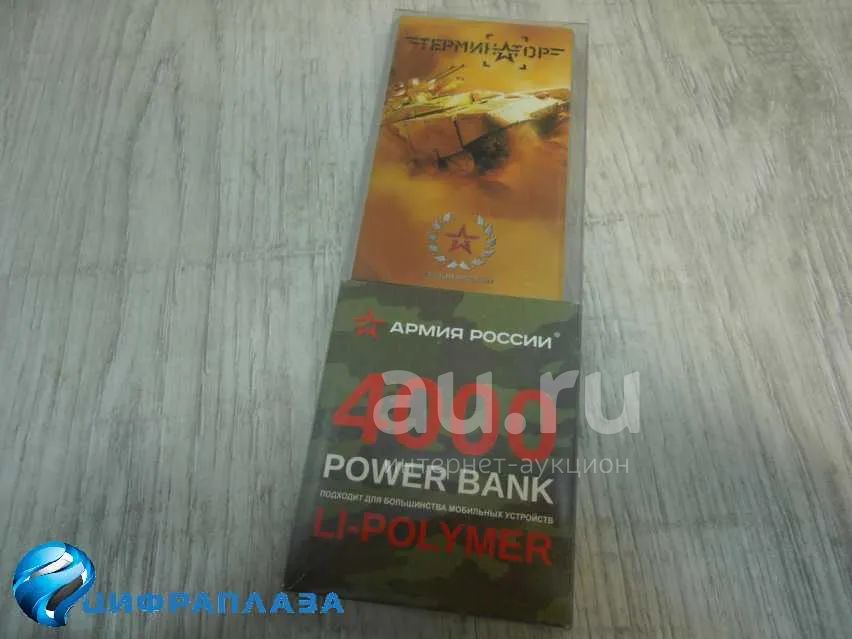 ТЕРМИНАТОР
АРМИЯ РОССИИ®
4000
au.ru
интернет-аукцион
POWER BANK
ПОДХОДИТ ДЛЯ БОЛЬШИНСТВА МОБИЛЬНЫХ УСТРОЙСТВ
LI-POLYMER
ЦИФРАПЛАЗА